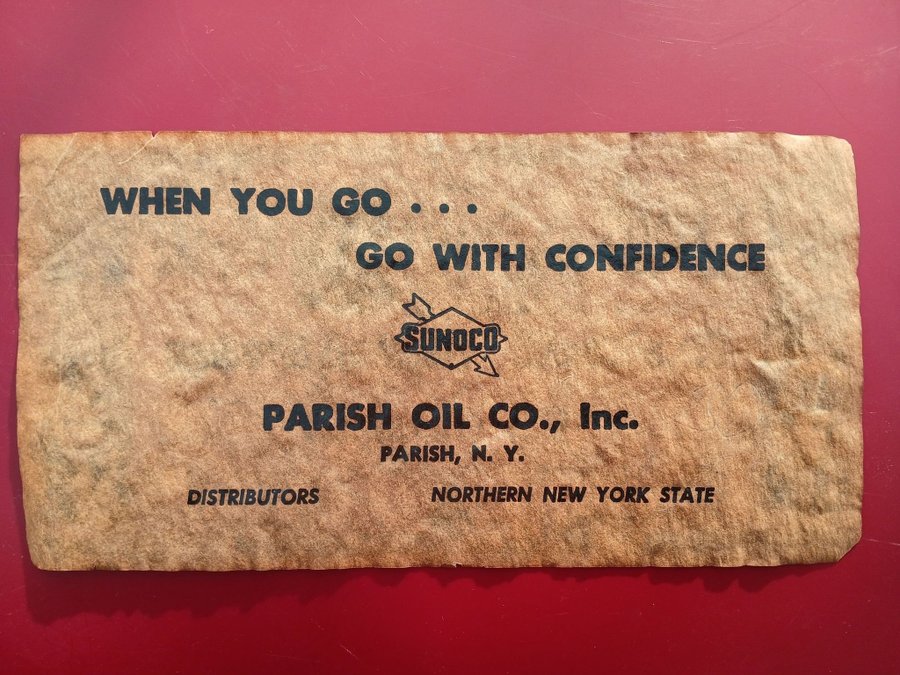 WHEN YOU GO . . .
GO WITH CONFIDENCE
SUNOCO
PARISH OIL CO., Inc.
PARISH, N. Y.
DISTRIBUTORS NORTHERN NEW YORK STATE